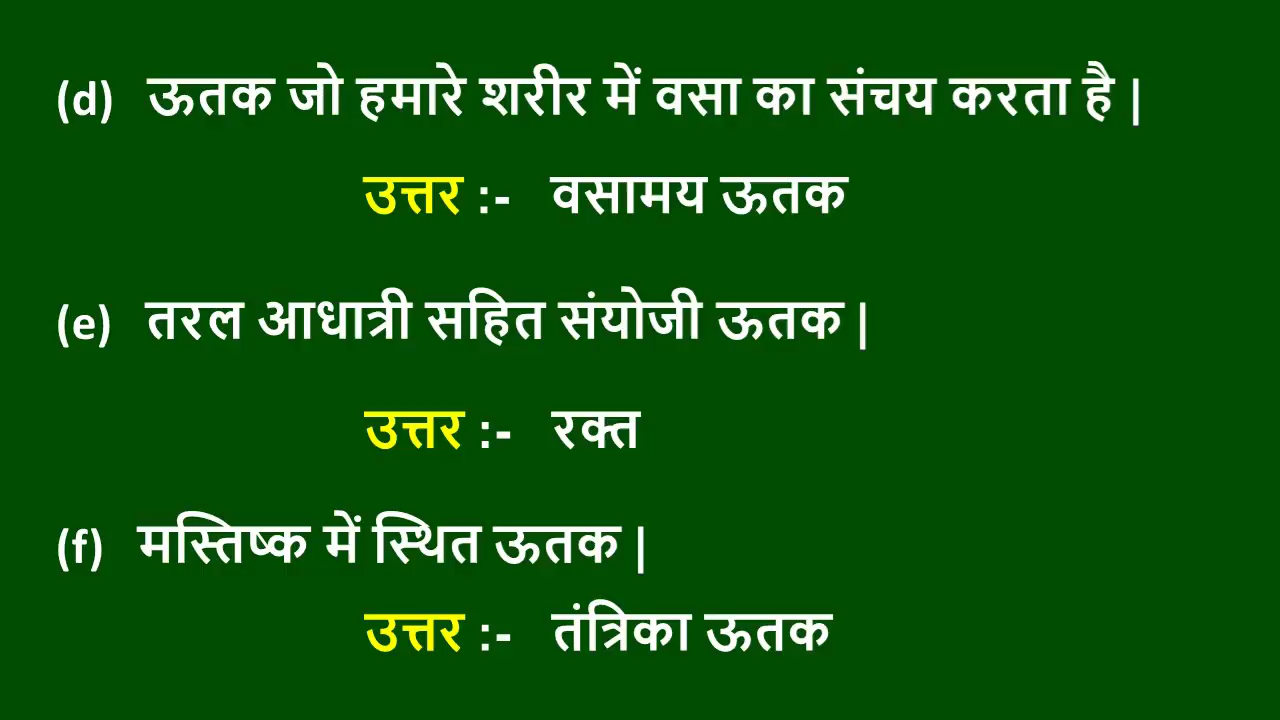 (d) ऊतक जो हमारे शरीर में वसा का संचय करता है |
उत्तर :- वसामय ऊतक
(e) तरल आधात्री सहित संयोजी ऊतक |
उत्तर :- रक्त
(f) मस्तिष्क में स्थित ऊतक |
उत्तर :- तंत्रिका ऊतक